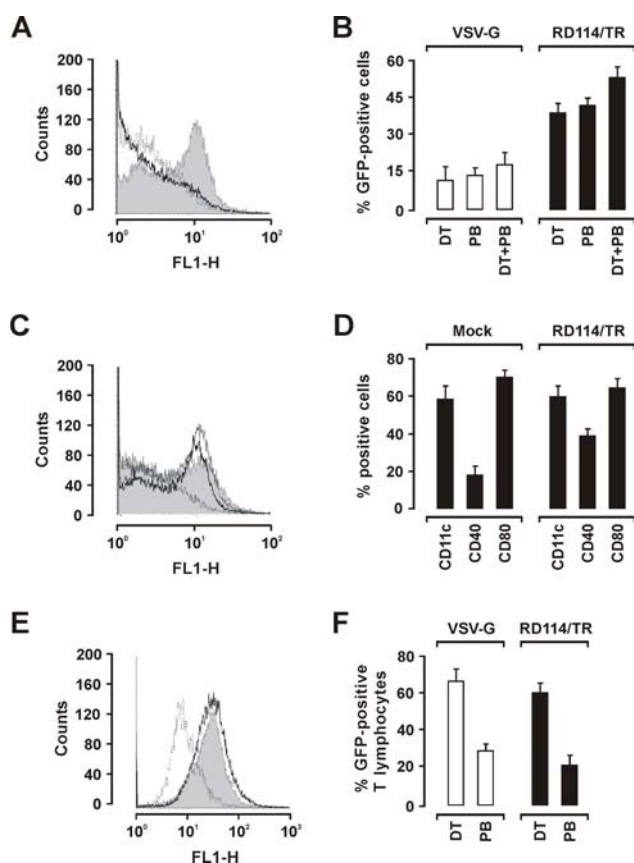 A
200
160
120
80
40
0
Counts
10⁰
10¹
10²
FL1-H
B
VSV-G
RD114/TR
60
45
30
15
0
% GFP-positive cells
DT
PB
DT+PB
DT
PB
DT+PB
C
200
160
120
80
40
0
Counts
10⁰
10¹
10²
FL1-H
D
Mock
RD114/TR
80
60
40
20
0
% positive cells
CD11c
CD40
CD80
CD11c
CD40
CD80
E
200
160
120
80
40
0
Counts
10⁰
10¹
10²
10³
FL1-H
F
VSV-G
RD114/TR
80
60
40
20
0
% GFP-positive
T lymphocytes
DT
PB
DT
PB